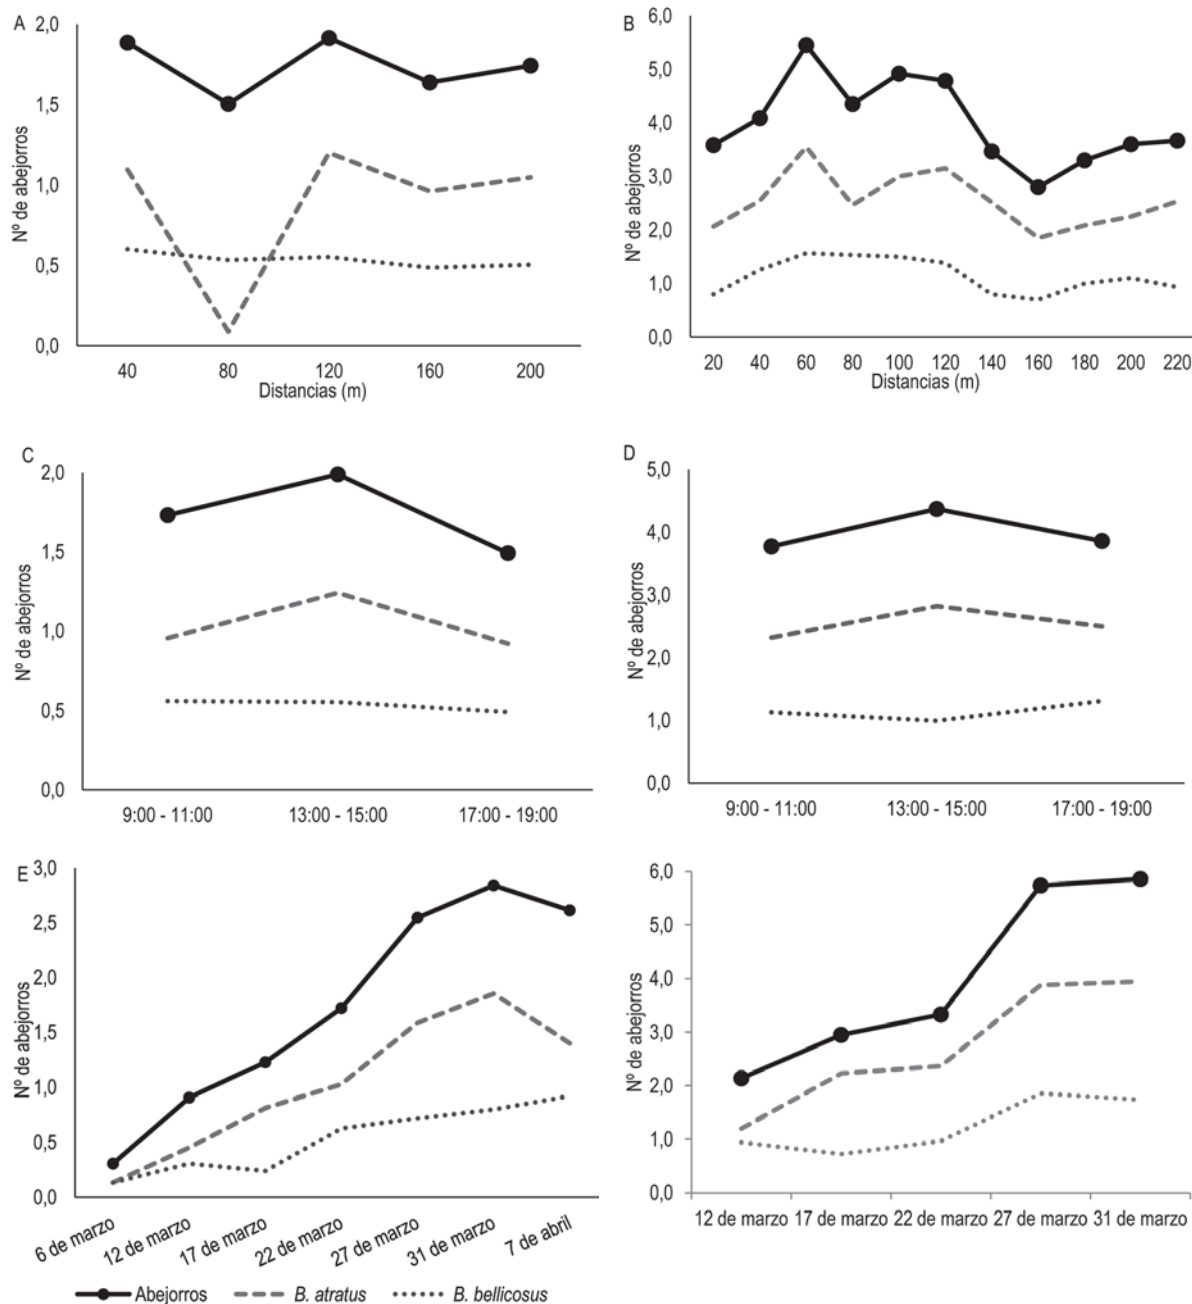 A
2,0
1,5
1,0
0,5
0,0
Nº de abejorros
40 80 120 160 200
Distancias (m)
B
6,0
5,0
4,0
3,0
2,0
1,0
0,0
Nº de abejorros
20 40 60 80 100 120 140 160 180 200 220
Distancias (m)
C
2,0
1,5
1,0
0,5
0,0
Nº de abejorros
9:00 - 11:00 13:00 - 15:00 17:00 - 19:00
D
5,0
4,0
3,0
2,0
1,0
0,0
Nº de abejorros
9:00 - 11:00 13:00 - 15:00 17:00 - 19:00
E
3,0
2,5
2,0
1,5
1,0
0,5
0,0
Nº de abejorros
6 de marzo 12 de marzo 17 de marzo 22 de marzo 27 de marzo 31 de marzo 7 de abril
6,0
5,0
4,0
3,0
2,0
1,0
0,0
Nº de abejorros
12 de marzo 17 de marzo 22 de marzo 27 de marzo 31 de marzo
Abejorros B. atratus B. bellicosus